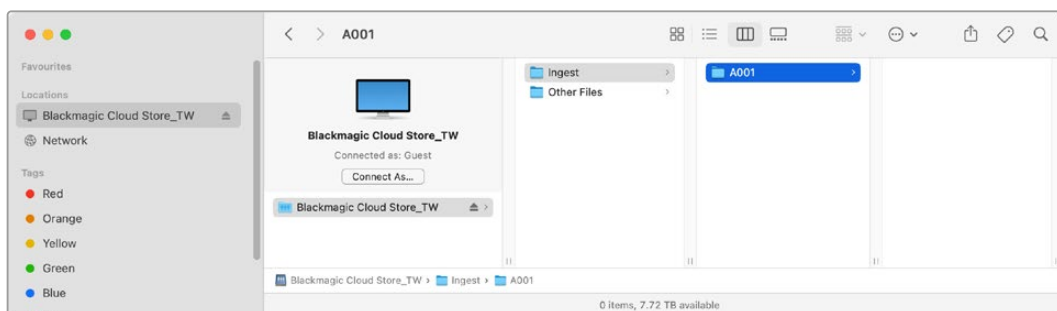 A001
Favourites
Locations
Blackmagic Cloud Store_TW
Network
Tags
Red
Orange
Yellow
Green
Blue
Blackmagic Cloud Store_TW
Connected as: Guest
Connect As...
Blackmagic Cloud Store_TW
Ingest
Other Files
A001
Blackmagic Cloud Store_TW › Ingest › A001
0 items, 7.72 TB available